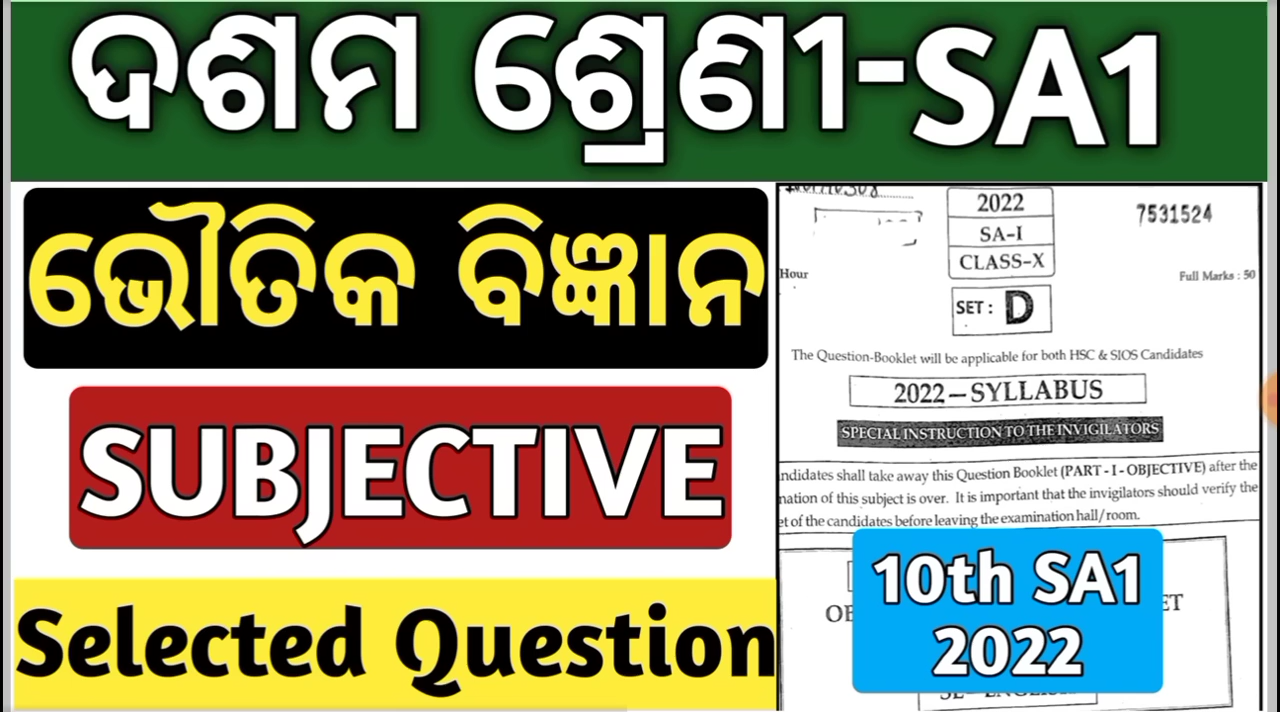 ଦଶମ ଶ୍ରେଣୀ-SA1
ଭୌତିକ ବିଜ୍ଞାନ
SUBJECTIVE
Selected Question
2022
SA-I
CLASS-X
7531524
Hour
Full Marks : 50
SET : D
The Question-Booklet will be applicable for both HSC & SIOS Candidates
2022 – SYLLABUS
SPECIAL INSTRUCTION TO THE INVIGILATORS
ndidates shall take away this Question Booklet (PART - I - OBJECTIVE) after the
nation of this subject is over. It is important that the invigilators should verify the
et of the candidates before leaving the examination hall/room.
10th SA1
2022